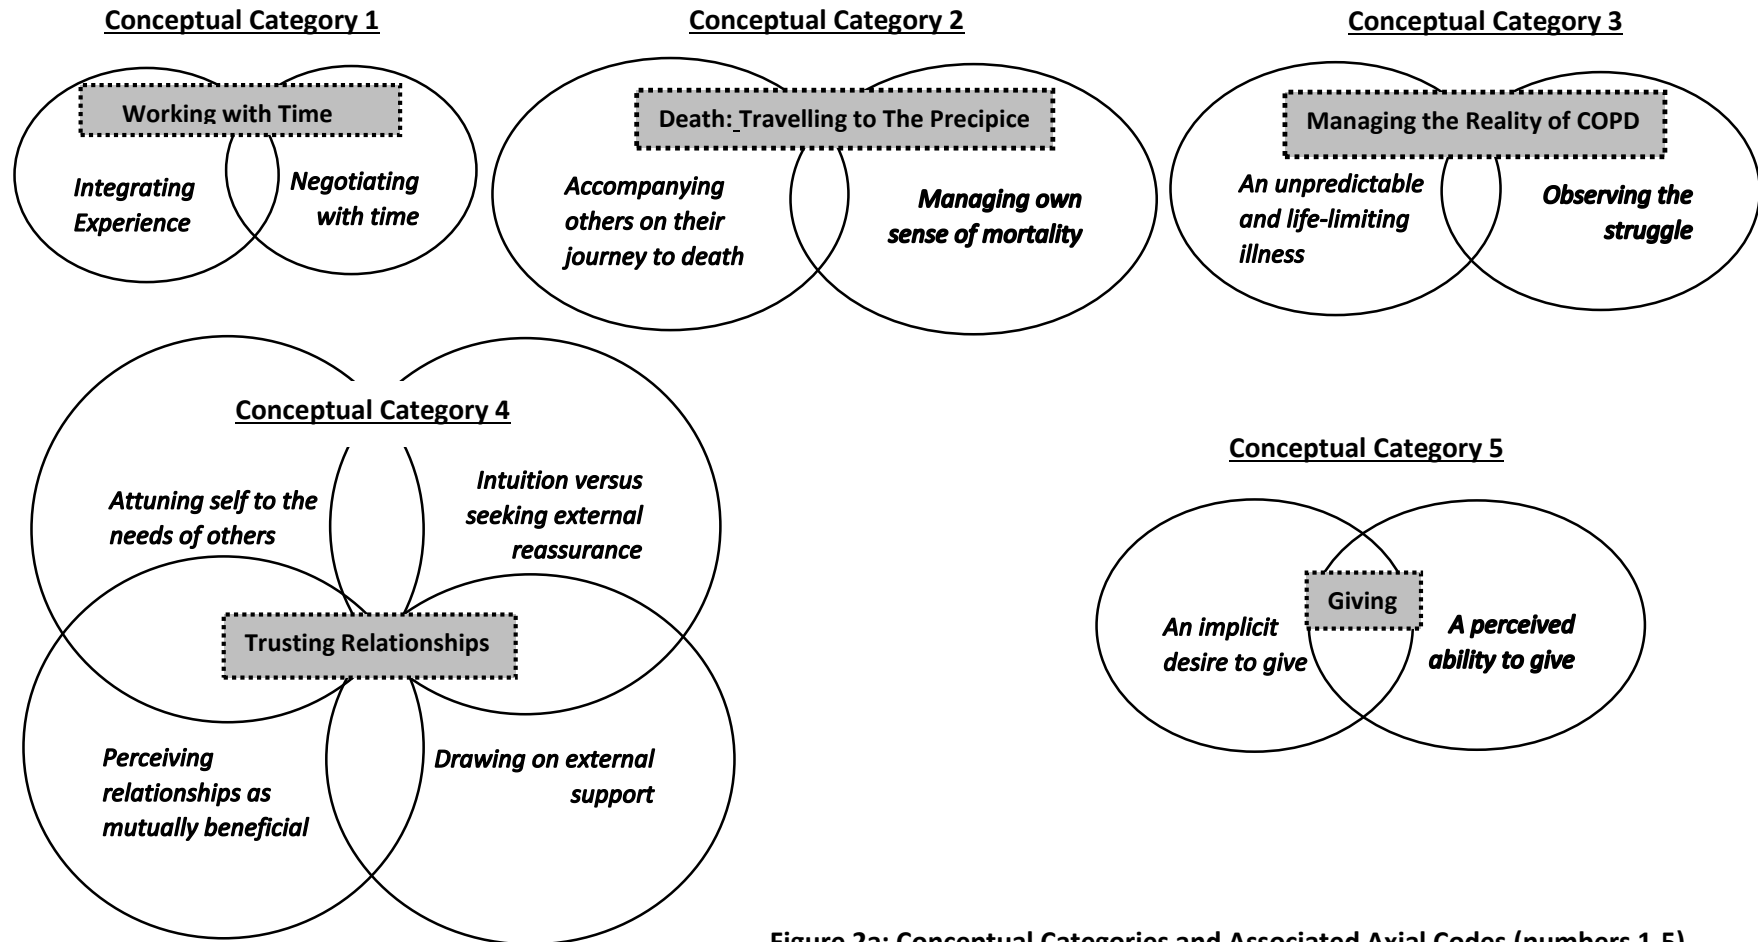 Conceptual Category 1
Working with Time
Integrating
Experience
Negotiating
with time
Conceptual Category 2
Death: Travelling to The Precipice
Accompanying
others on their
journey to death
Managing own
sense of mortality
Conceptual Category 3
Managing the Reality of COPD
An unpredictable
and life-limiting
illness
Observing the
struggle
Conceptual Category 4
Attuning self to the
needs of others
Intuition versus
seeking external
reassurance
Trusting Relationships
Perceiving
relationships as
mutually beneficial
Drawing on external
support
Conceptual Category 5
Giving
An implicit
desire to give
A perceived
ability to give
Figure 2a: Conceptual Categories and Associated Axial Codes (numbers 1-5)